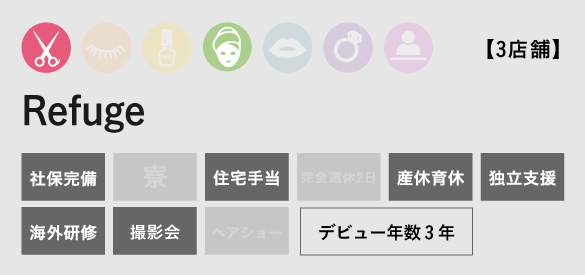 【3店舗】
Refuge
社保完備 寮 住宅手当 完全週休2日 産休育休 独立支援
海外研修 撮影会 ヘアショー デビュー年数3年